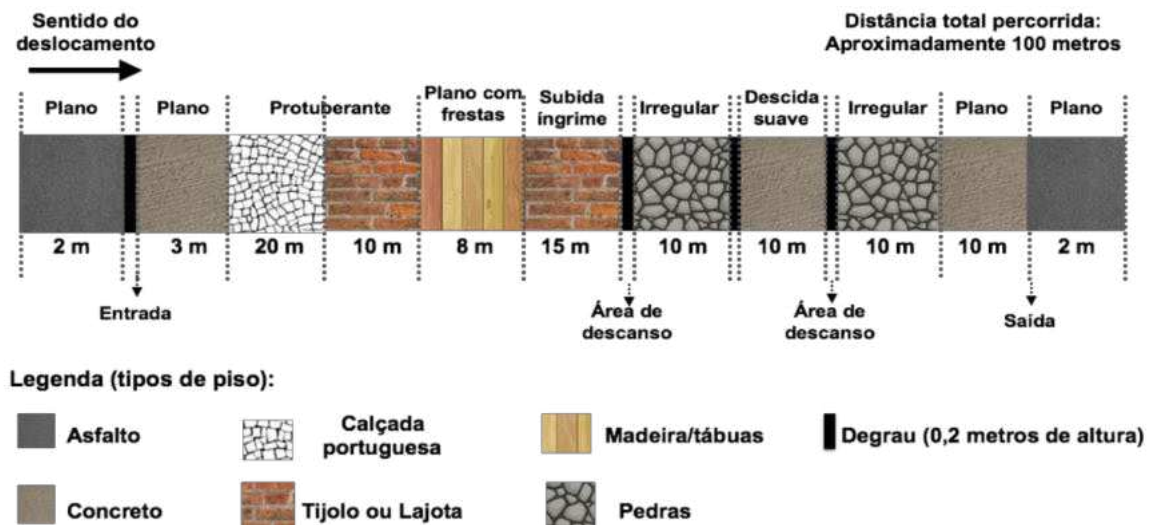 Sentido do
deslocamento
Distância total percorrida:
Aproximadamente 100 metros
Plano
Plano
Protuberante
Plano com
frestas
Subida
íngrime
Irregular
Descida
suave
Irregular
Plano
Plano
2 m
3 m
20 m
10 m
8 m
15 m
10 m
10 m
10 m
10 m
2 m
Entrada
Área de
descanso
Área de
descanso
Saída
Legenda (tipos de piso):
Asfalto
Calçada
portuguesa
Madeira/tábuas
Degrau (0,2 metros de altura)
Concreto
Tijolo ou Lajota
Pedras